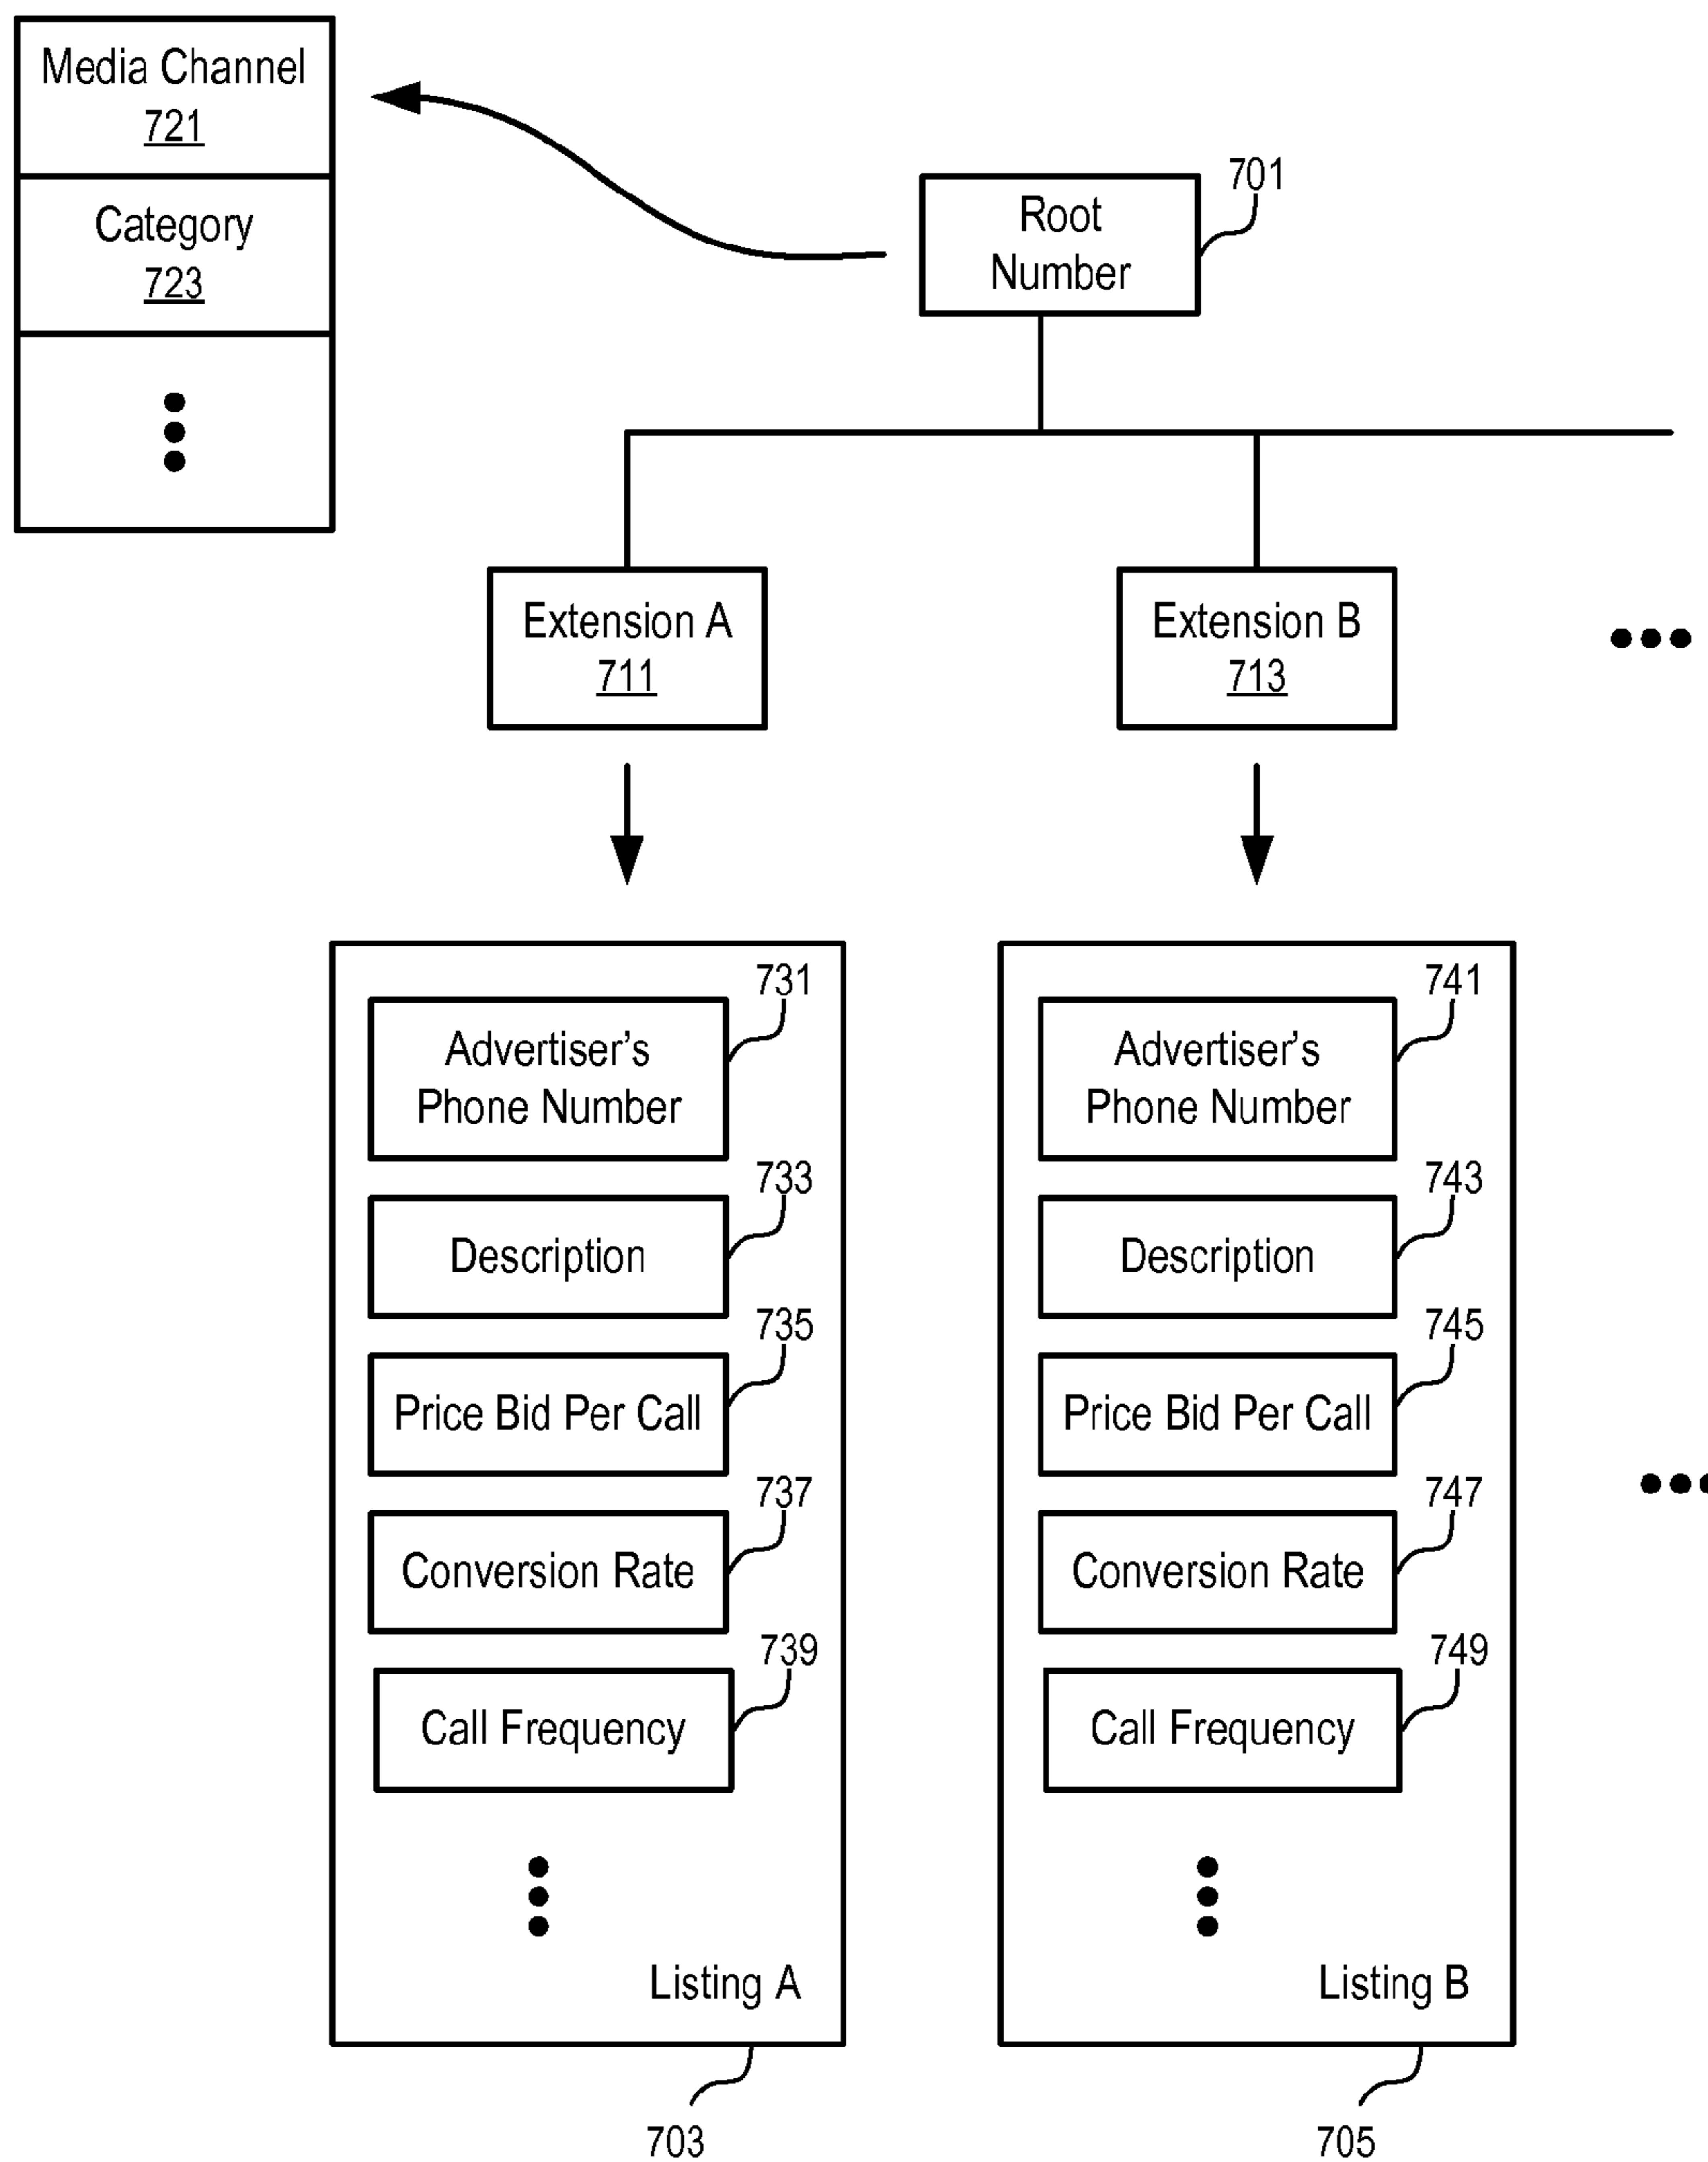 Media Channel
721
Category
723
701
Root
Number
Extension A
711
Extension B
713
731
Advertiser’s
Phone Number
733
Description
735
Price Bid Per Call
737
Conversion Rate
739
Call Frequency
Listing A
703
741
Advertiser’s
Phone Number
743
Description
745
Price Bid Per Call
747
Conversion Rate
749
Call Frequency
Listing B
705